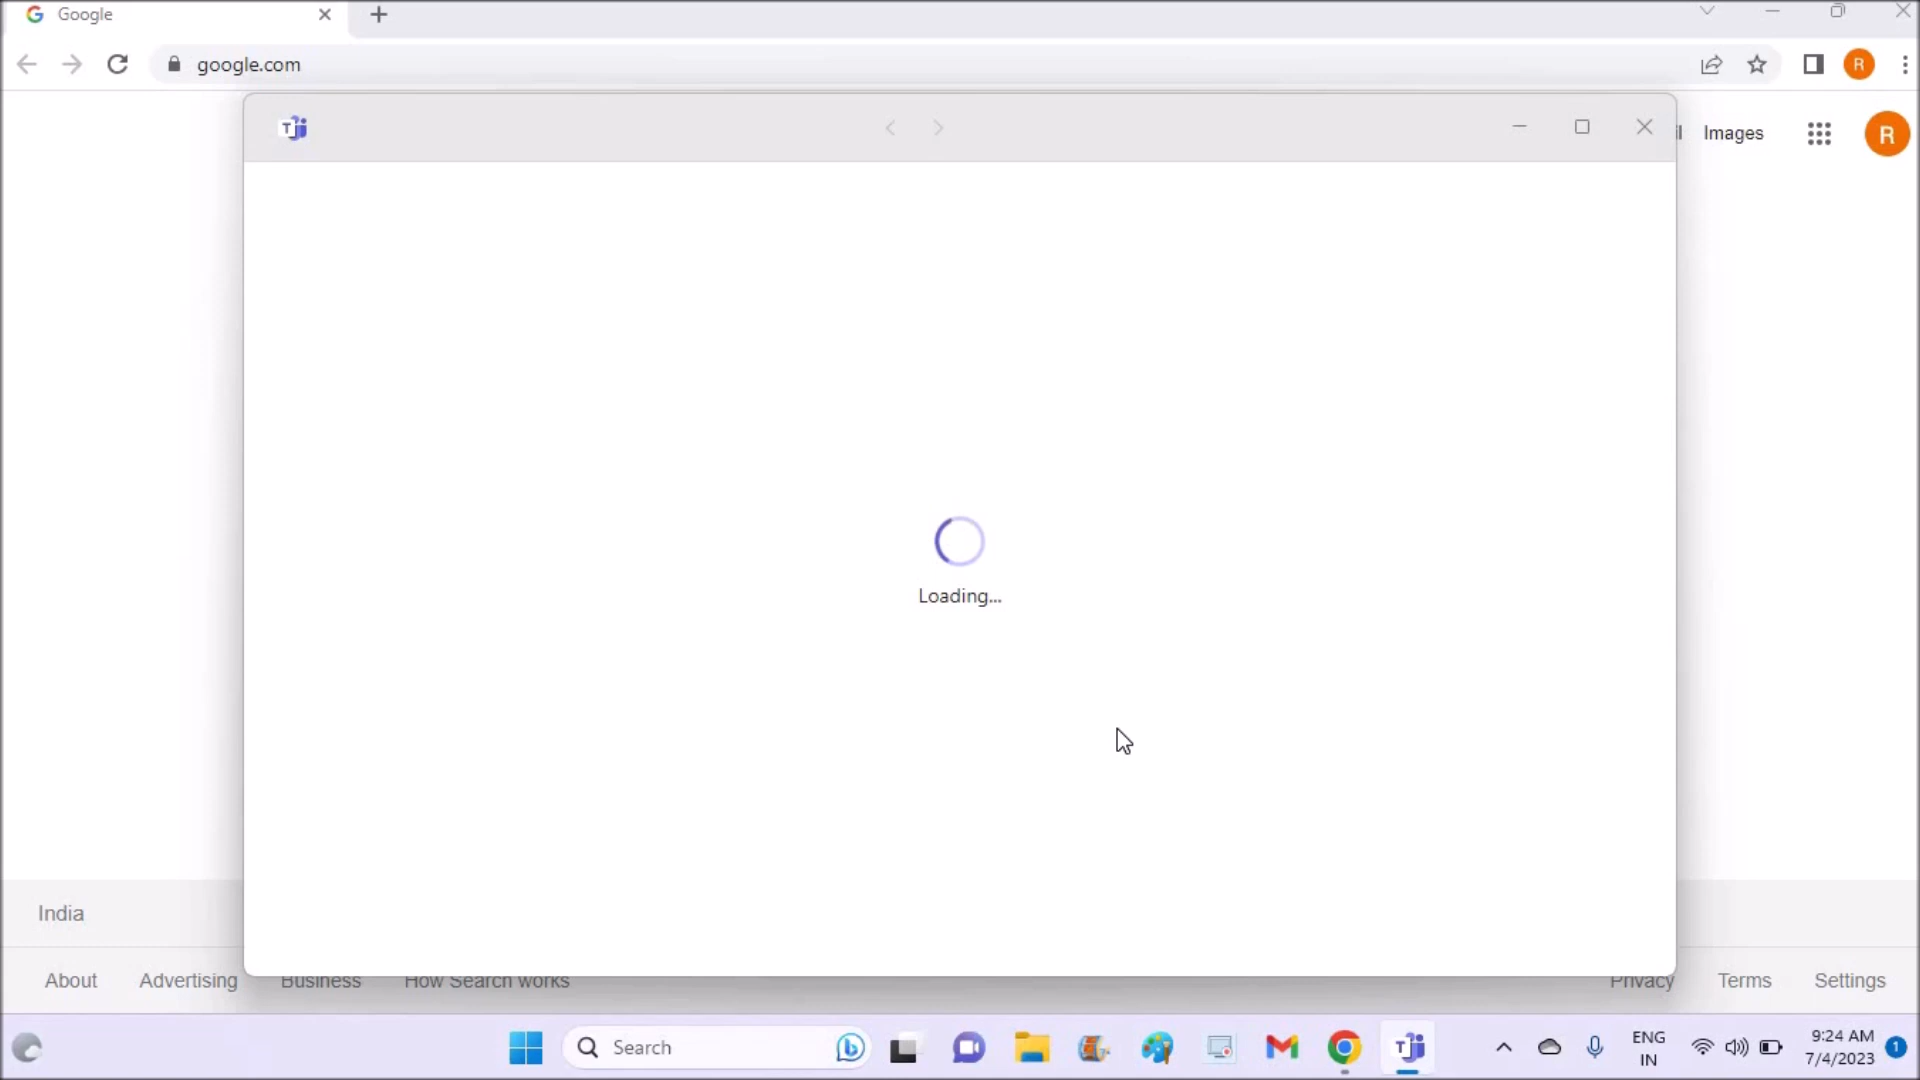 Google
google.com
Images
R
R
T
Loading...
India
About Advertising Business How Search works
Privacy Terms Settings
Search
T
ENG
IN
9:24 AM
7/4/2023
1